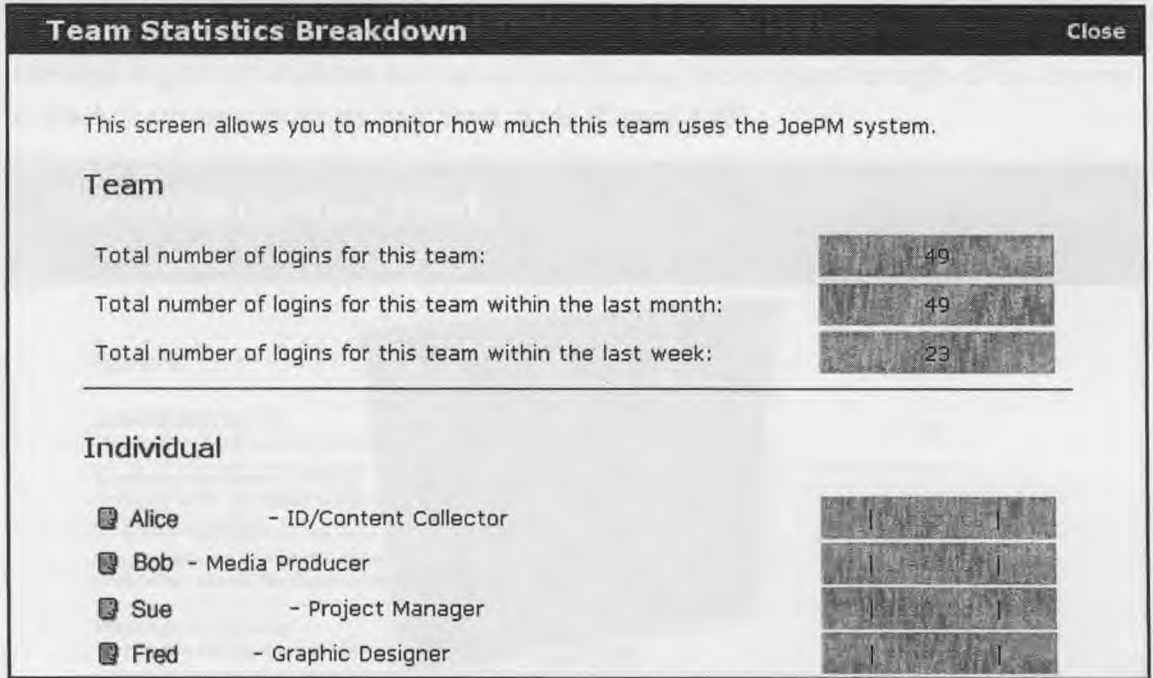 Team Statistics Breakdown Close
This screen allows you to monitor how much this team uses the JoePM system.
Team
Total number of logins for this team: 49
Total number of logins for this team within the last month: 49
Total number of logins for this team within the last week: 23
Individual
Alice - ID/Content Collector
Bob - Media Producer
Sue - Project Manager
Fred - Graphic Designer